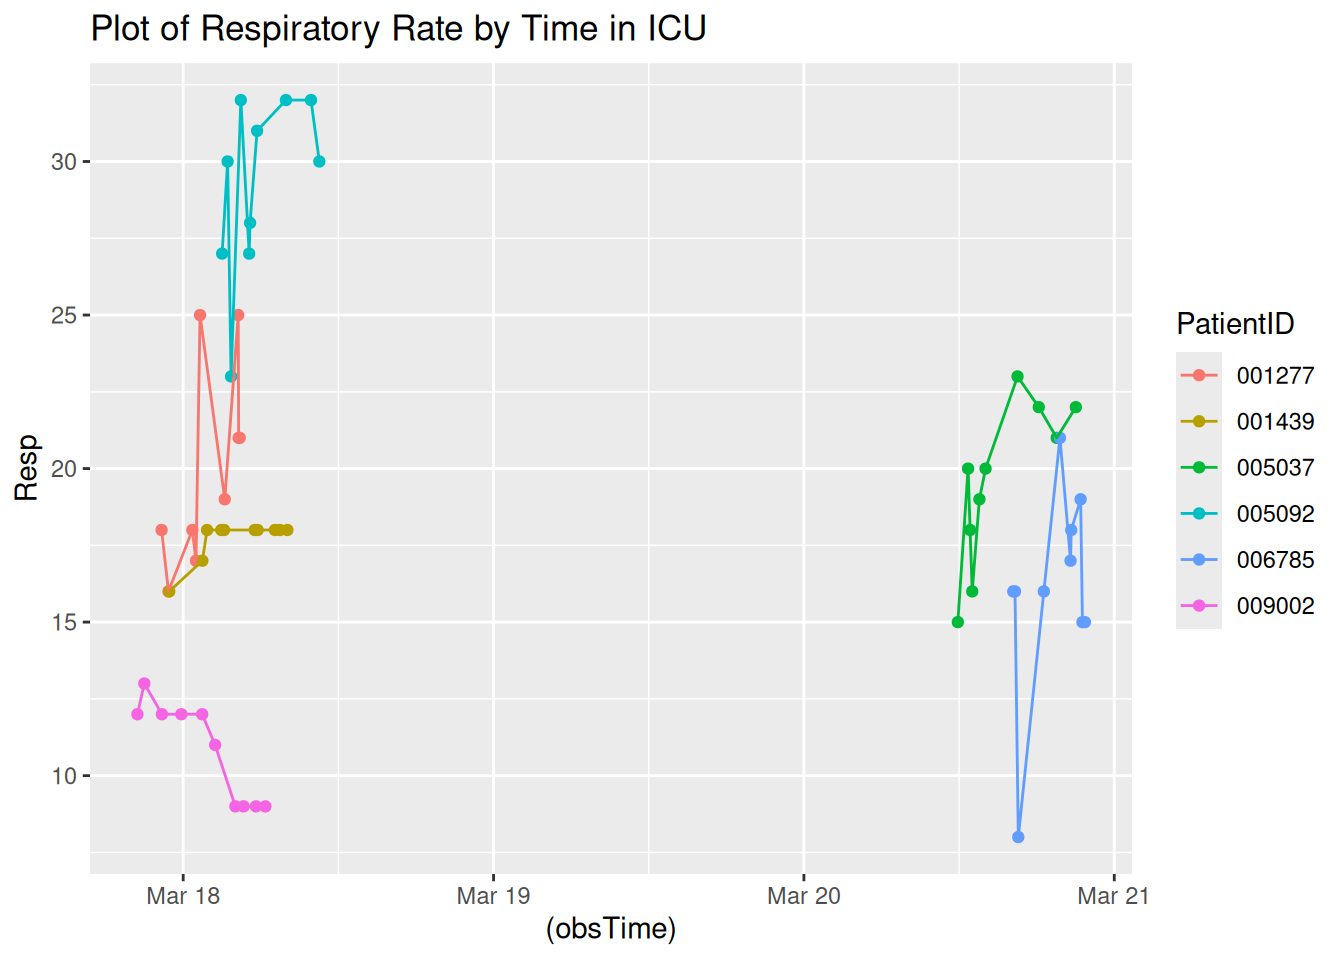 Plot of Respiratory Rate by Time in ICU
Resp
30
25
20
15
10
Mar 18
Mar 19
Mar 20
Mar 21
(obsTime)
PatientID
001277
001439
005037
005092
006785
009002